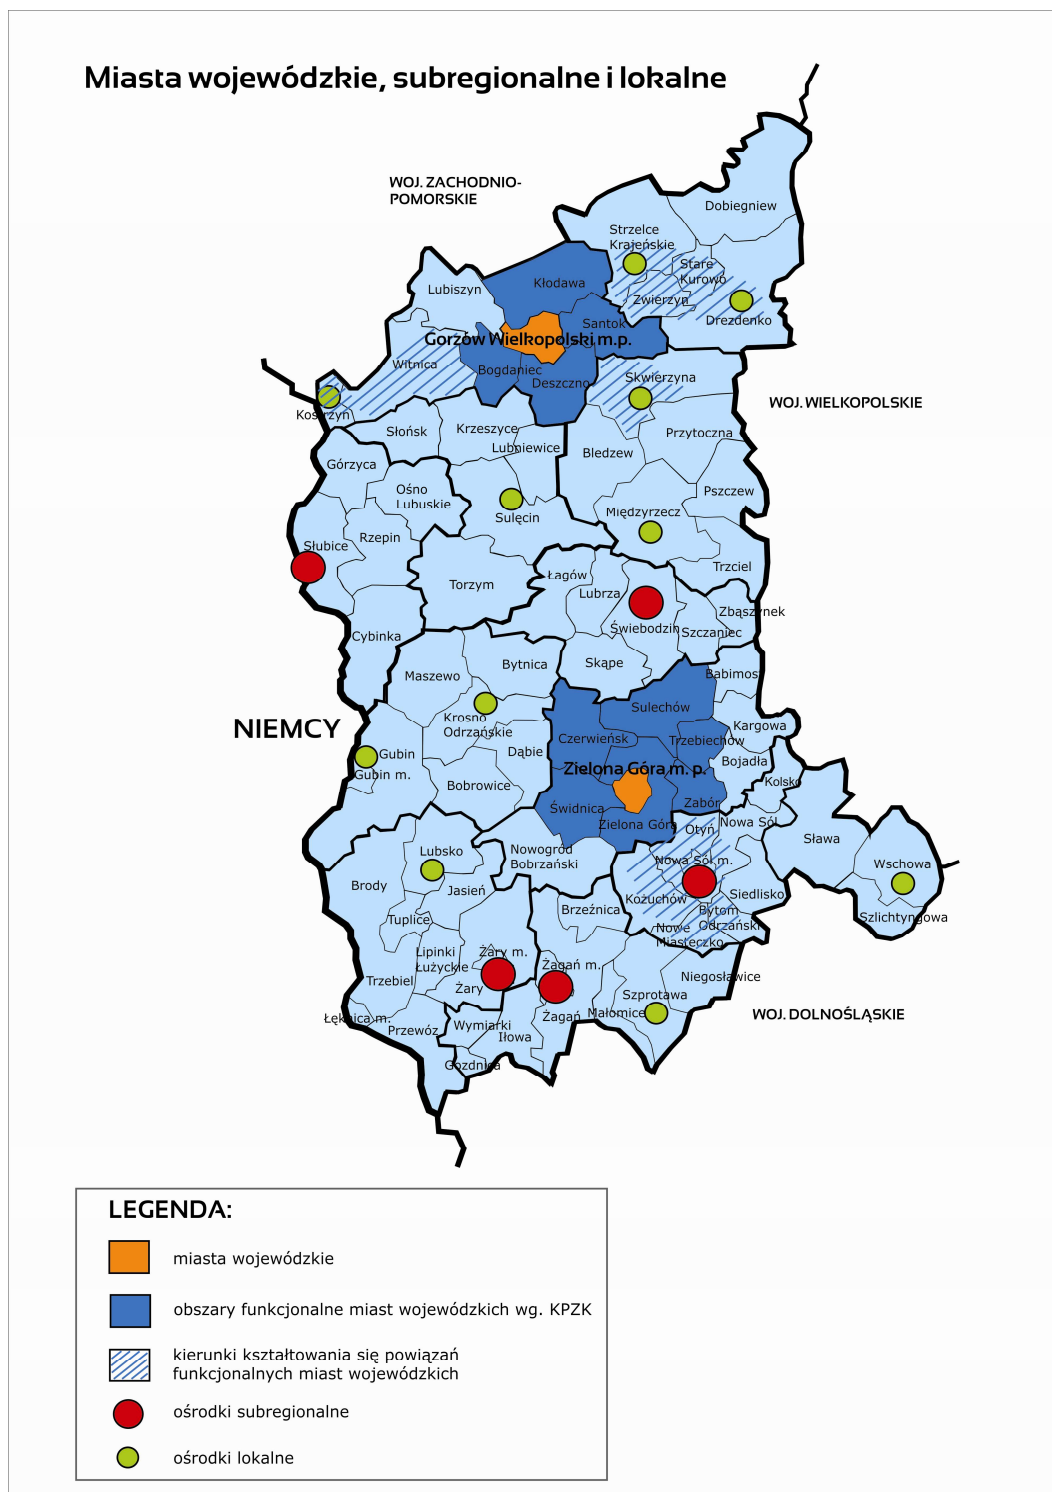 Miasta wojewódzkie, subregionalne i lokalne
WOJ. ZACHODNIO-
POMORSKIE
Dobiegniew
Strzelce
Krajeńskie
Stare
Kurowo
Zwierzyn
Drezdenko
Kłodawa
Lubiszyn
Santok
Gorzów Wielkopolski m.p.
Witnica
Bogdaniec
Deszczno
Skwierzyna
WOJ. WIELKOPOLSKIE
Kostrzyn
Słońsk
Krzeszyce
Lubniewice
Przytoczna
Bledzew
Górzyca
Ośno
Lubuskie
Pszczew
Międzyrzecz
Sulęcin
Rzepin
Słubice
Trzciel
Torzym
Łagów
Lubrza
Zbąszynek
Świebodzin
Szczaniec
Cybinka
Skąpe
Bytnica
Maszewo
Babimost
Sulechów
Krosno
Odrzańskie
NIEMCY
Kargowa
Czerwieńsk
Trzebiechów
Dąbie
Gubin
Gubin m.
Bojadła
Zielona Góra m. p.
Kolsko
Bobrowice
Świdnica
Zabór
Zielona Góra
Otyń
Nowa Sól
Sława
Lubsko
Nowogród
Bobrzański
Nowa Sól m.
Wschowa
Brody
Jasień
Kożuchów
Siedlisko
Brzeźnica
Bytom
Odrzański
Szlichtyngowa
Tuplice
Nowe
Miasteczko
Lipinki
Łużyckie
Żary m.
Żagań m.
Trzebiel
Żary
Niegosławice
Szprotawa
Łęknica m.
Przewóz
Wymiarki
Iłowa
Żagań
Małomice
WOJ. DOLNOŚLĄSKIE
Gozdnica
LEGENDA:
miasta wojewódzkie
obszary funkcjonalne miast wojewódzkich wg. KPZK
kierunki kształtowania się powiązań
funkcjonalnych miast wojewódzkich
ośrodki subregionalne
ośrodki lokalne